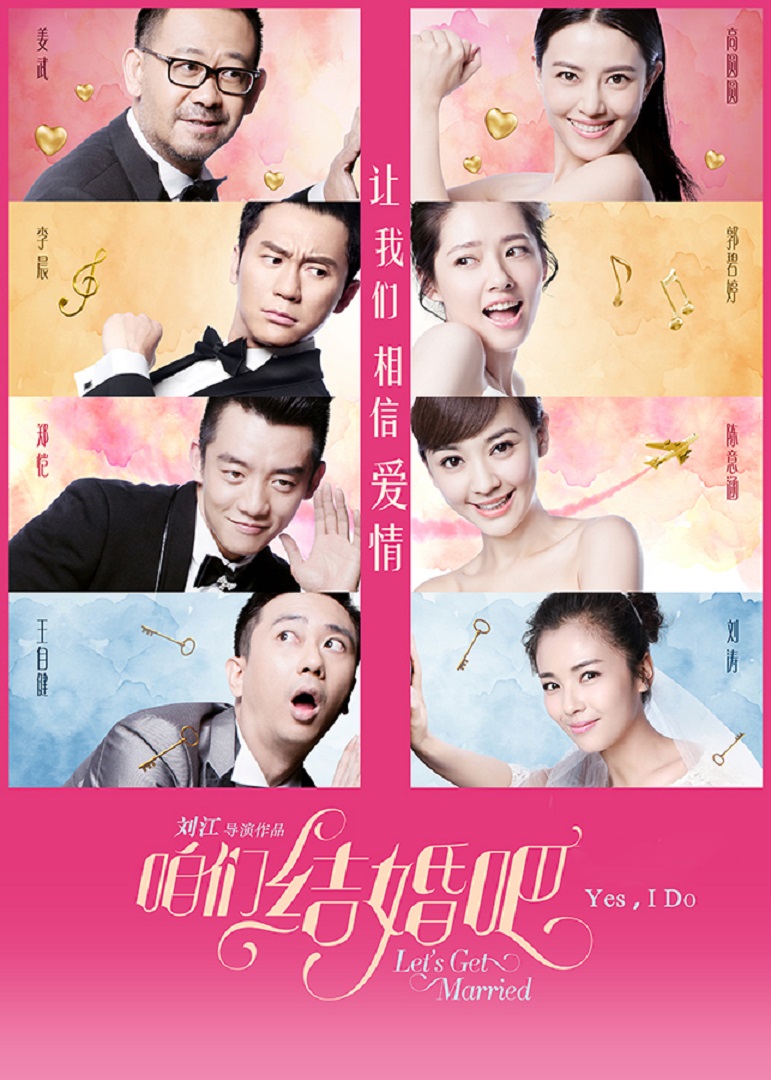 姜武
高圆圆
李晨
郭碧婷
郑恺
陈意涵
王自健
刘涛
让我们相信爱情
刘江 导演作品
咱们结婚吧
Yes , I Do
Let's Get
Married